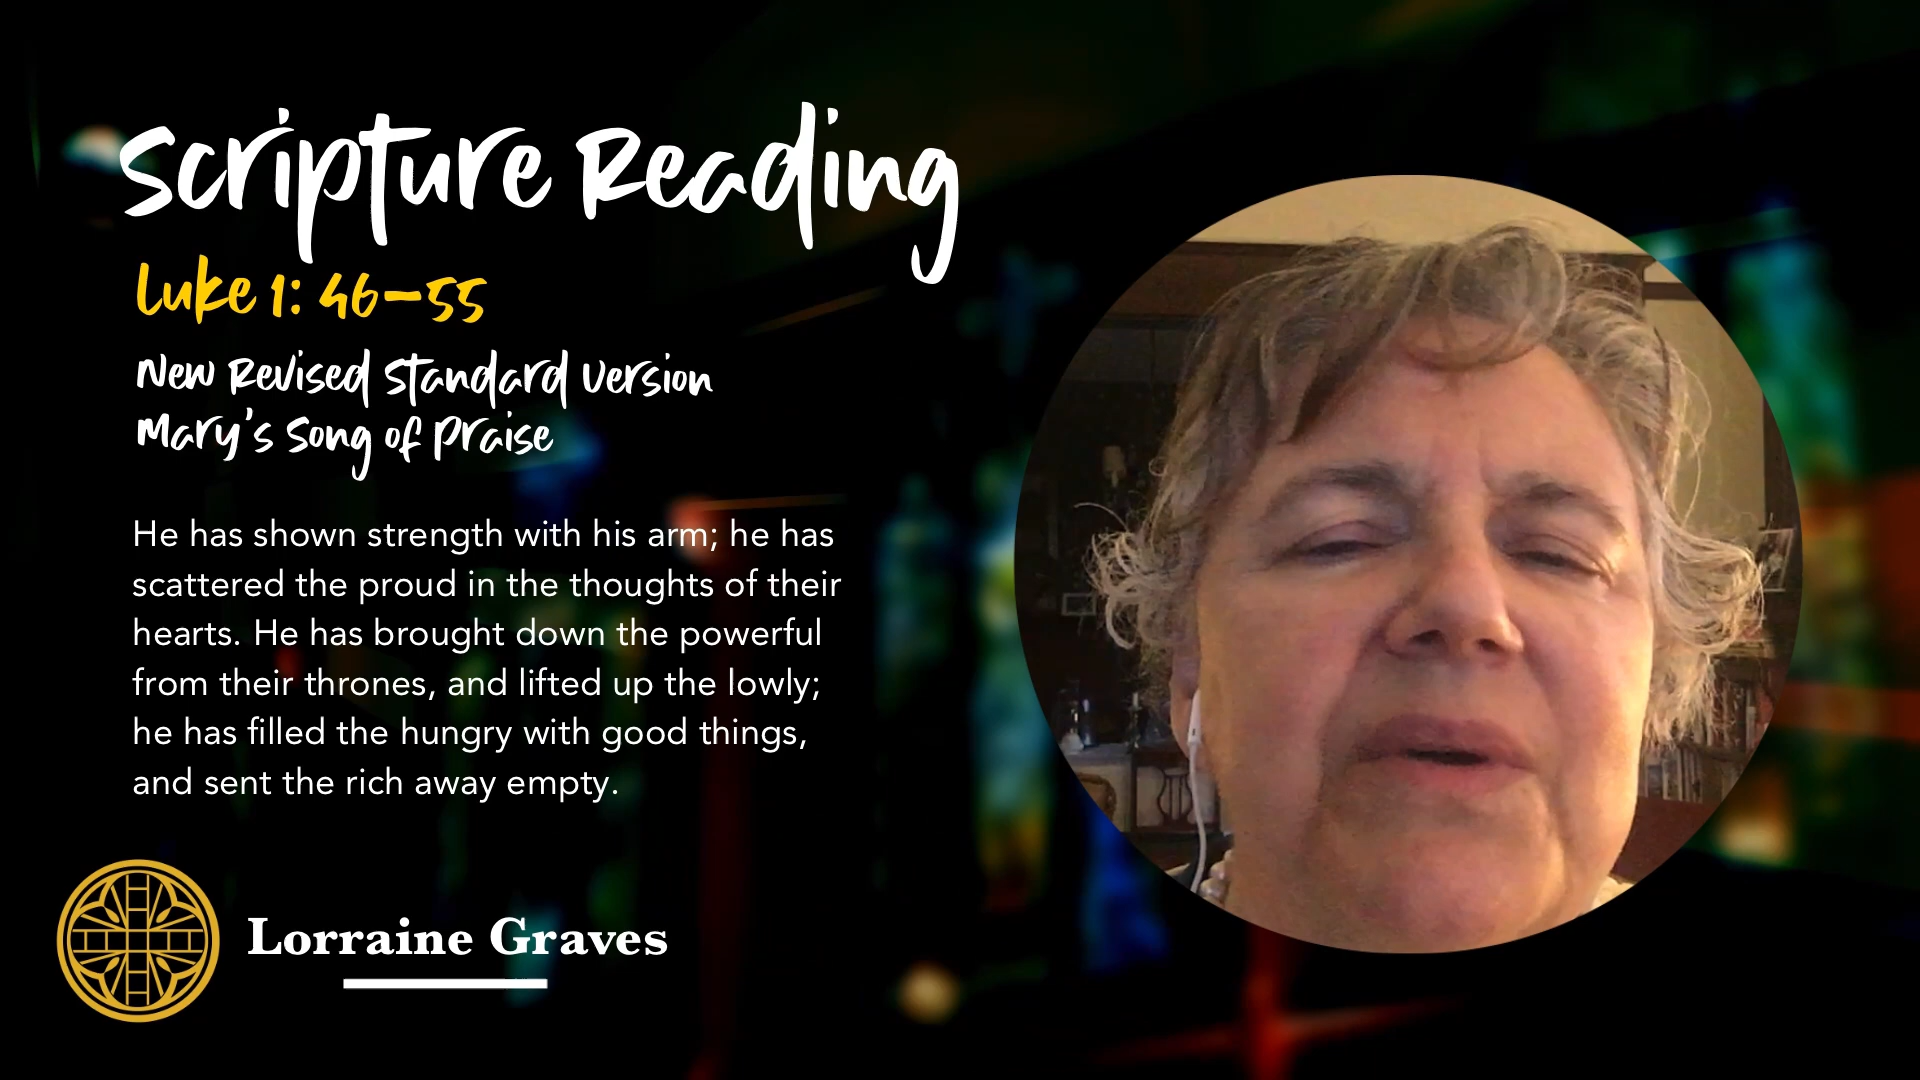 Scripture Reading
Luke 1: 46–55
New Revised Standard Version
Mary's Song of Praise
He has shown strength with his arm; he has
scattered the proud in the thoughts of their
hearts. He has brought down the powerful
from their thrones, and lifted up the lowly;
he has filled the hungry with good things,
and sent the rich away empty.
Lorraine Graves